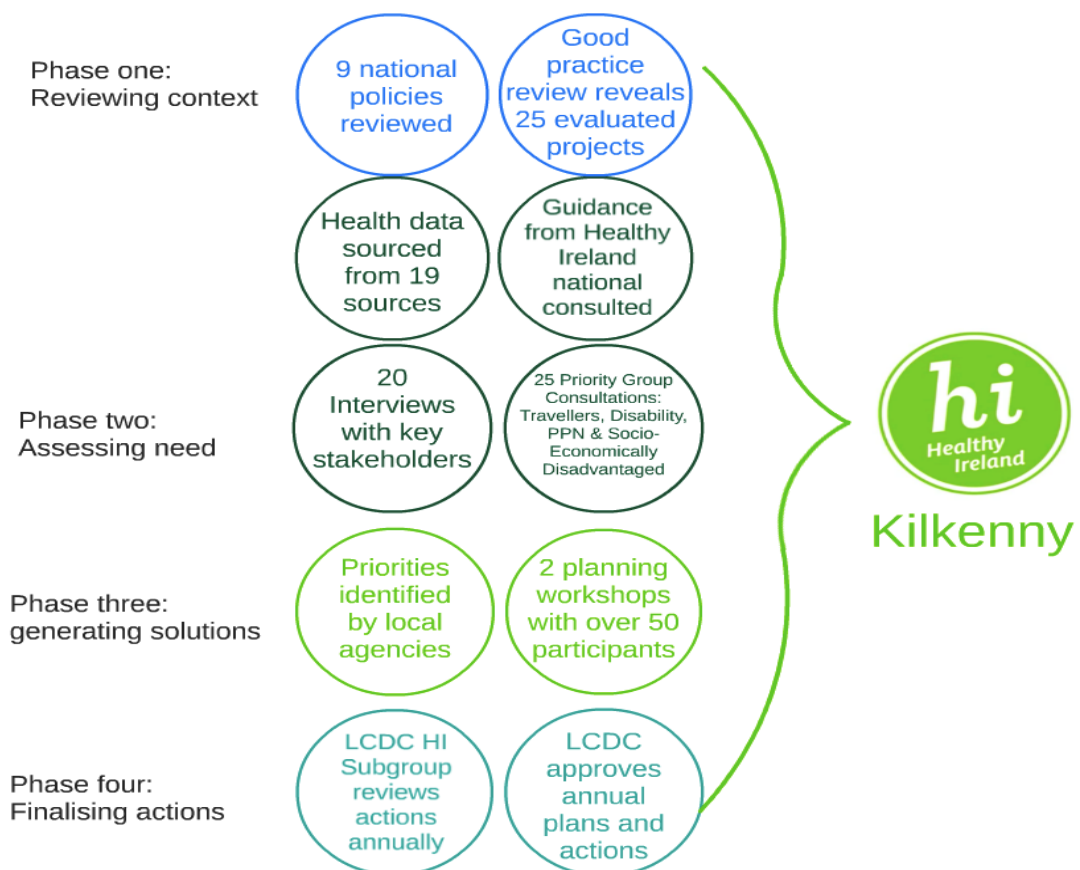 Phase one:
Reviewing context
9 national
policies
reviewed
Good
practice
review reveals
25 evaluated
projects
Health data
sourced
from 19
sources
Guidance
from Healthy
Ireland
national
consulted
Phase two:
Assessing need
20
Interviews
with key
stakeholders
25 Priority Group
Consultations:
Travellers, Disability,
PPN & Socio-
Economically
Disadvantaged
Phase three:
generating solutions
Priorities
identified
by local
agencies
2 planning
workshops
with over 50
participants
Phase four:
Finalising actions
LCDC HI
Subgroup
reviews
actions
annually
LCDC
approves
annual
plans and
actions
hi
Healthy
Ireland
Kilkenny